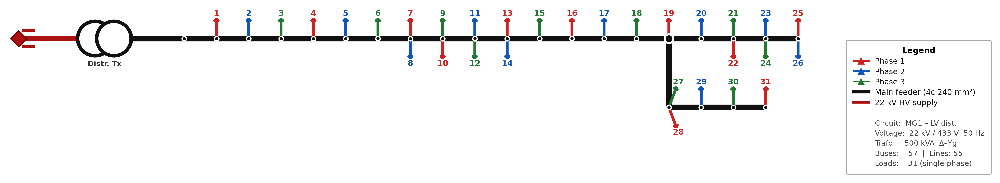 1 2 3 4 5 6 7 9 11 13 15 16 17 18 19 20 21 23 25
8 10 12 14 22 24 26
Distr. Tx
27 29 30 31
28
Legend
Phase 1
Phase 2
Phase 3
Main feeder (4c 240 mm²)
22 kV HV supply
Circuit: MG1 – LV dist.
Voltage: 22 kV / 433 V 50 Hz
Trafo: 500 kVA Δ–Yg
Buses: 57 | Lines: 55
Loads: 31 (single-phase)